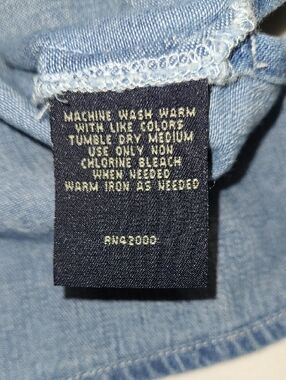 MACHINE WASH WARM
WITH LIKE COLORS
TUMBLE DRY MEDIUM
USE ONLY NON
CHLORINE BLEACH
WHEN NEEDED
WARM IRON AS NEEDED
RN42000